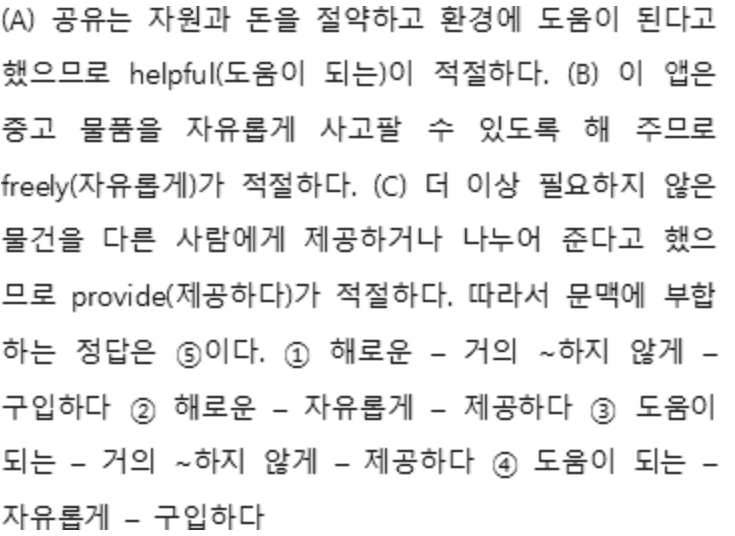 (A) 공유는 자원과 돈을 절약하고 환경에 도움이 된다고
했으므로 helpful(도움이 되는)이 적절하다. (B) 이 앱은
중고 물품을 자유롭게 사고팔 수 있도록 해 주므로
freely(자유롭게)가 적절하다. (C) 더 이상 필요하지 않은
물건을 다른 사람에게 제공하거나 나누어 준다고 했으
므로 provide(제공하다)가 적절하다. 따라서 문맥에 부합
하는 정답은 ⑤이다. ① 해로운 – 거의 ~하지 않게 –
구입하다 ② 해로운 – 자유롭게 – 제공하다 ③ 도움이
되는 – 거의 ~하지 않게 – 제공하다 ④ 도움이 되는 –
자유롭게 – 구입하다